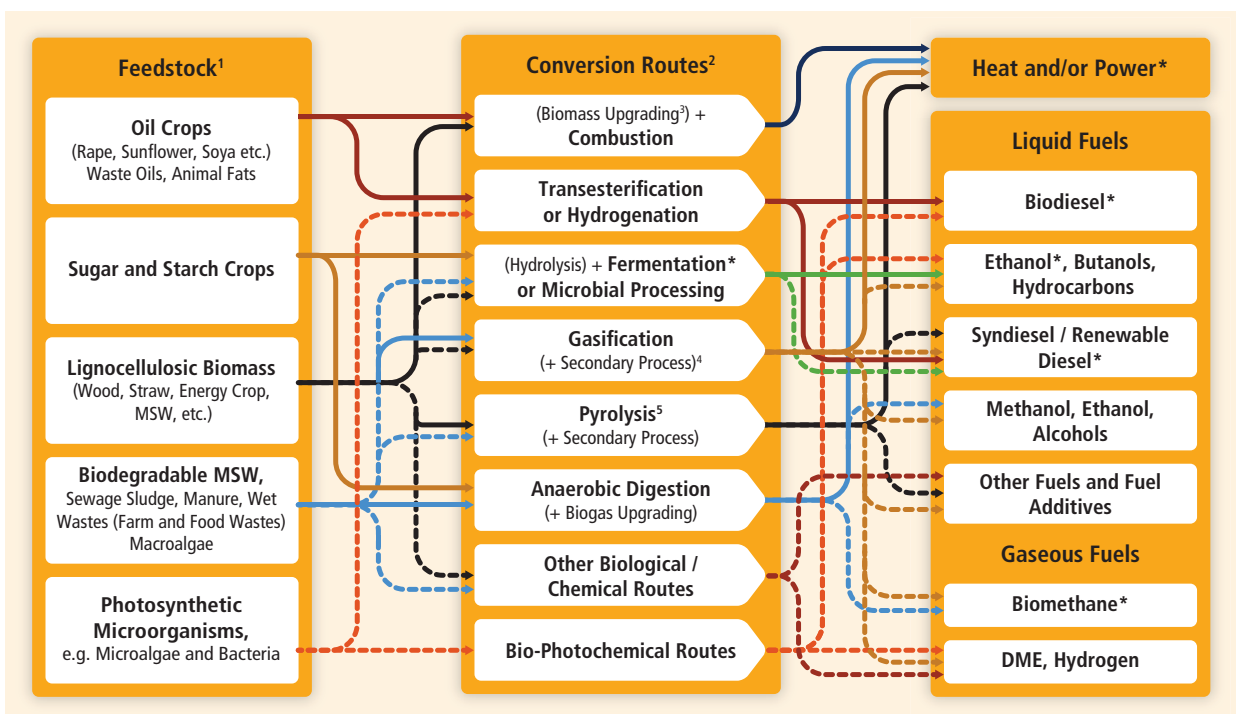 Feedstock¹
Oil Crops
(Rape, Sunflower, Soya etc.)
Waste Oils, Animal Fats
Sugar and Starch Crops
Lignocellulosic Biomass
(Wood, Straw, Energy Crop,
MSW, etc.)
Biodegradable MSW,
Sewage Sludge, Manure, Wet
Wastes (Farm and Food Wastes)
Macroalgae
Photosynthetic
Microorganisms,
e.g. Microalgae and Bacteria
Conversion Routes²
(Biomass Upgrading³) +
Combustion
Transesterification
or Hydrogenation
(Hydrolysis) + Fermentation*
or Microbial Processing
Gasification
(+ Secondary Process)⁴
Pyrolysis⁵
(+ Secondary Process)
Anaerobic Digestion
(+ Biogas Upgrading)
Other Biological /
Chemical Routes
Bio-Photochemical Routes
Heat and/or Power*
Liquid Fuels
Biodiesel*
Ethanol*, Butanols,
Hydrocarbons
Syndiesel / Renewable
Diesel*
Methanol, Ethanol,
Alcohols
Other Fuels and Fuel
Additives
Gaseous Fuels
Biomethane*
DME, Hydrogen